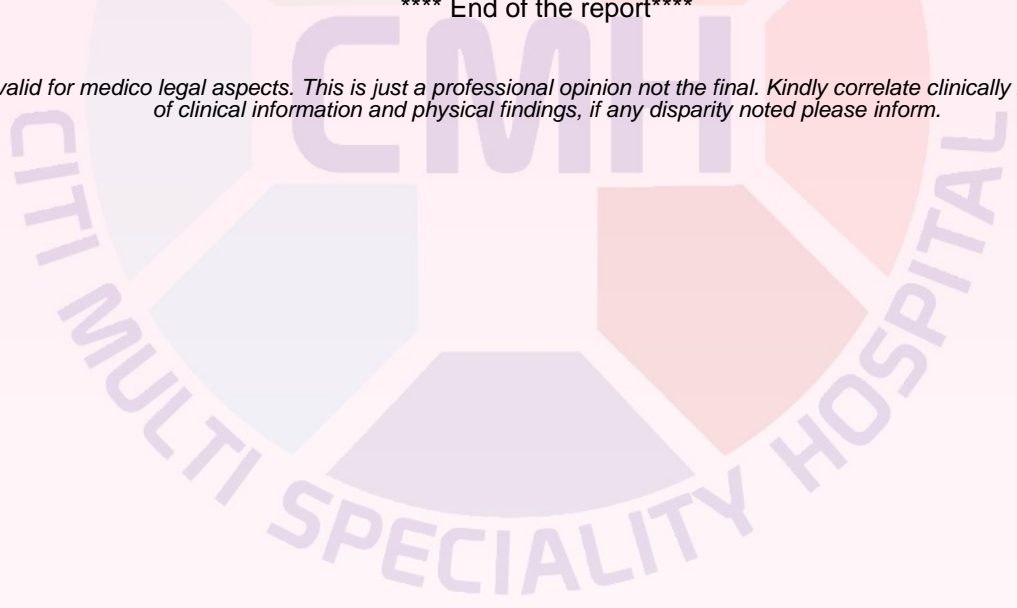 **** End of the report****
valid for medico legal aspects. This is just a professional opinion not the final. Kindly correlate clinically
of clinical information and physical findings, if any disparity noted please inform.
CMH
CITI MULTI SPECIALITY HOSPITAL